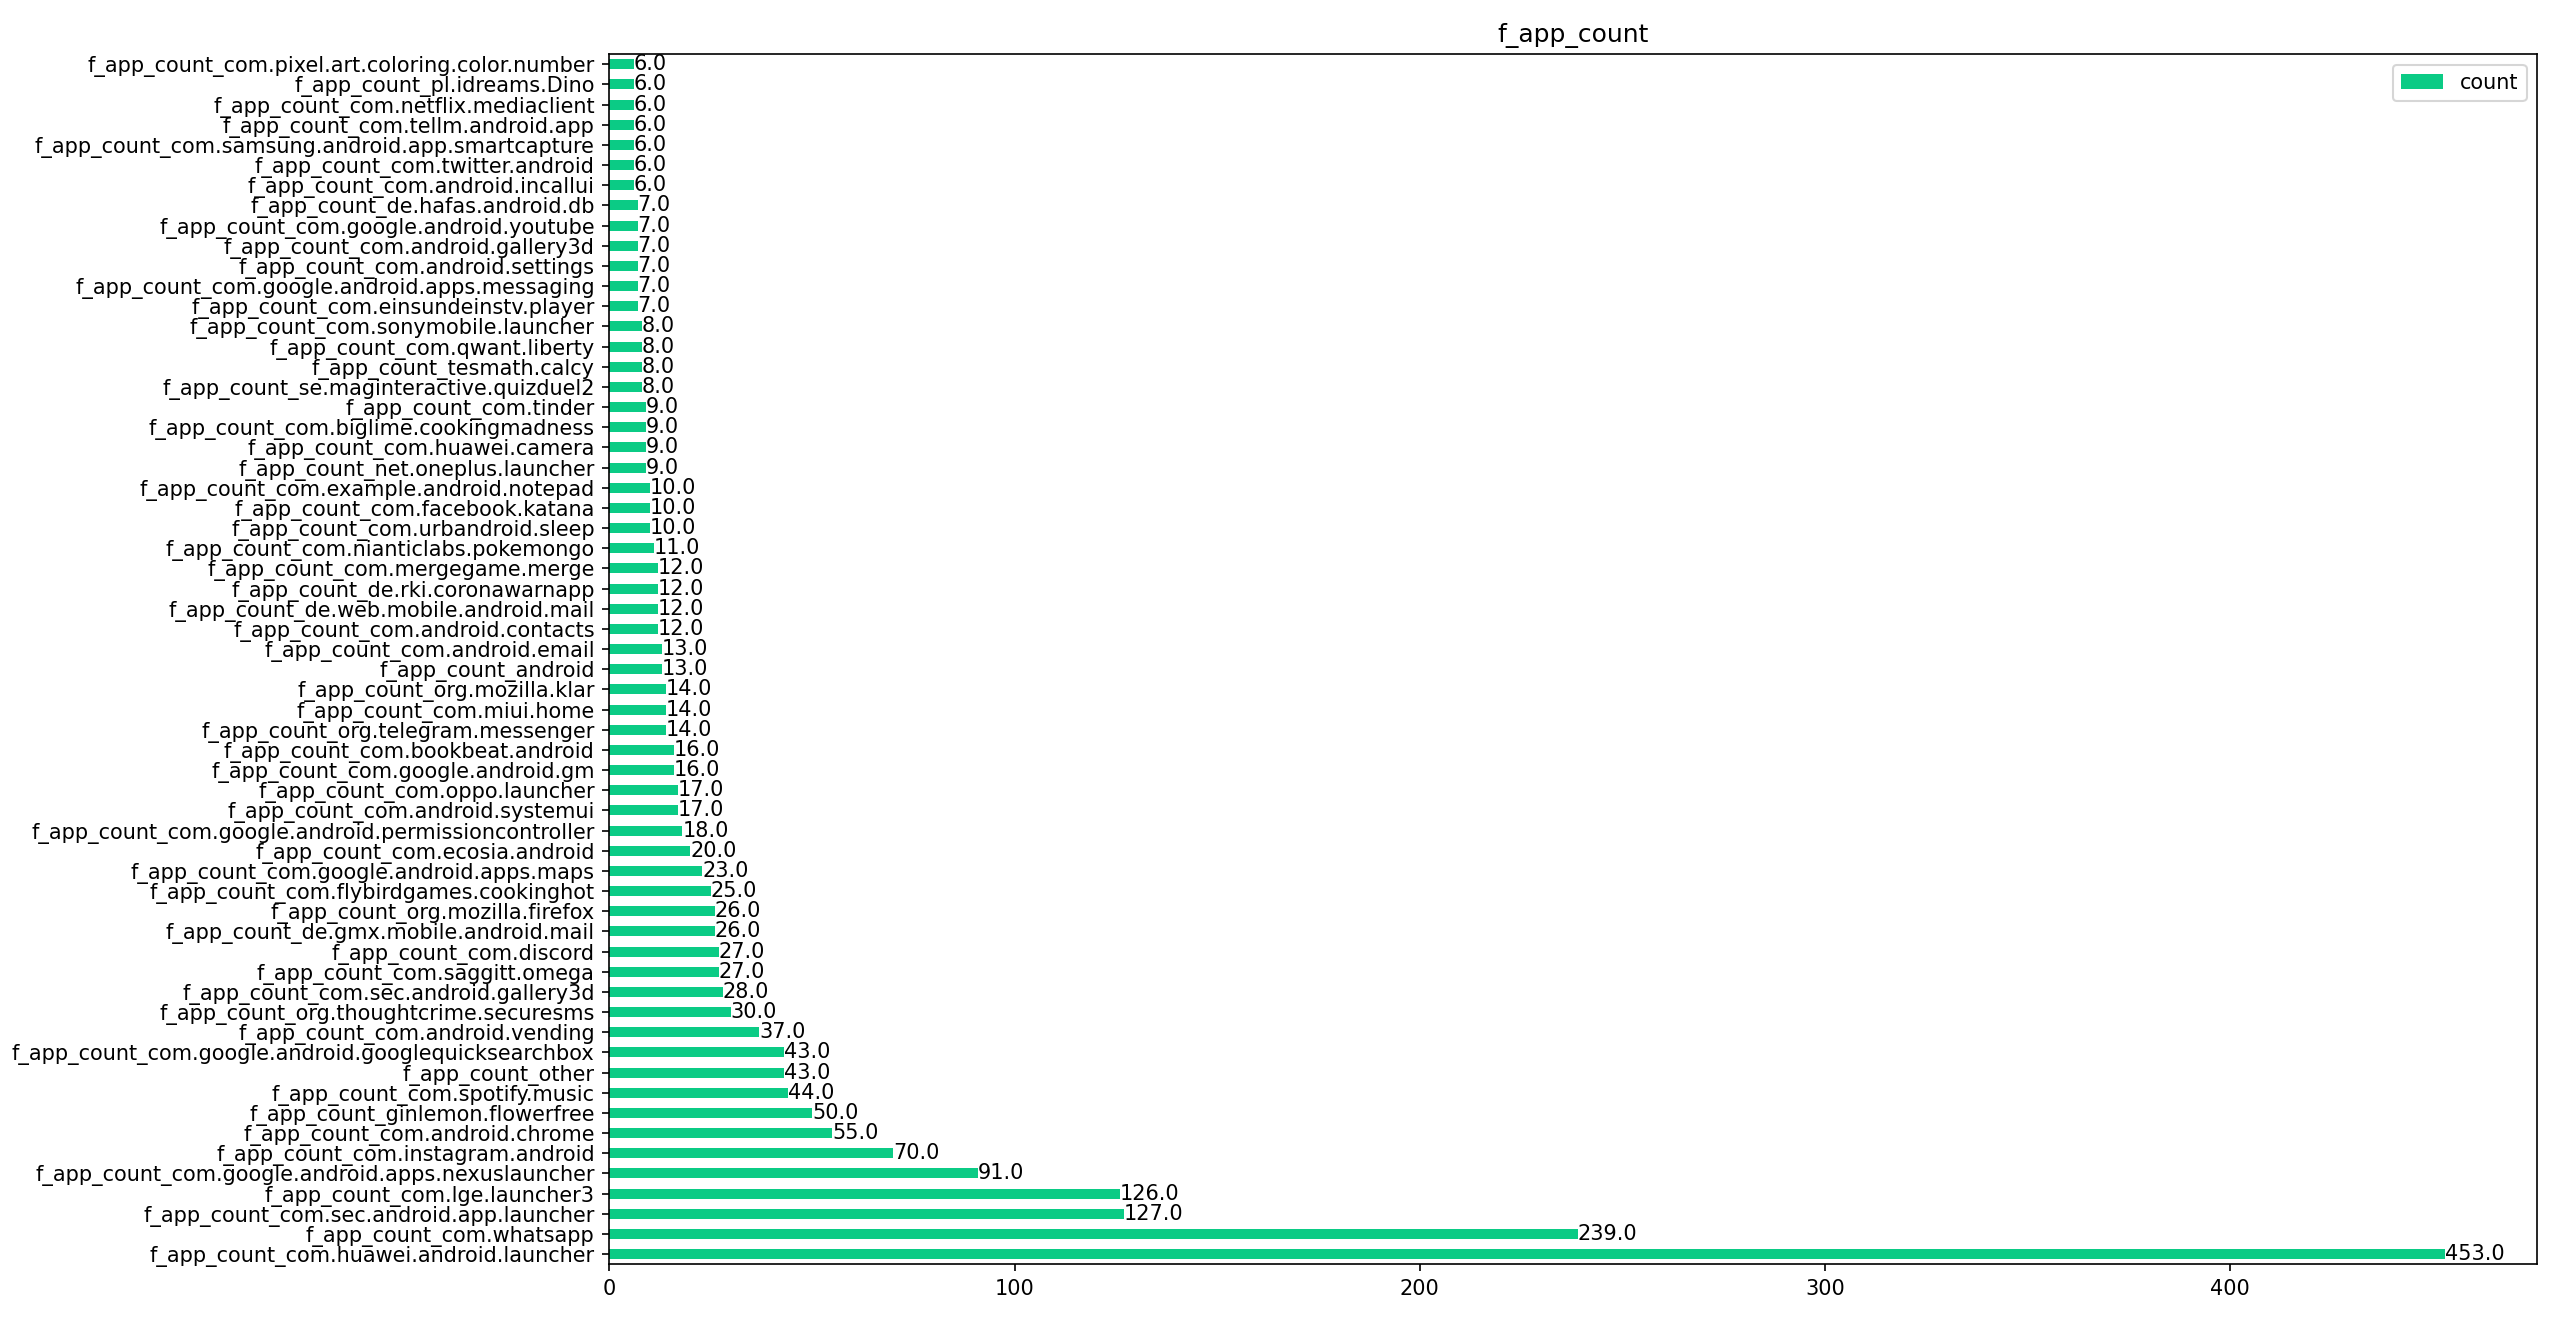 f_app_count
count
f_app_count_com.pixel.art.coloring.color.number 6.0
f_app_count_pl.idreams.Dino 6.0
f_app_count_com.netflix.mediaclient 6.0
f_app_count_com.tellm.android.app 6.0
f_app_count_com.samsung.android.app.smartcapture 6.0
f_app_count_com.twitter.android 6.0
f_app_count_com.android.incallui 6.0
f_app_count_de.hafas.android.db 7.0
f_app_count_com.google.android.youtube 7.0
f_app_count_com.android.gallery3d 7.0
f_app_count_com.android.settings 7.0
f_app_count_com.google.android.apps.messaging 7.0
f_app_count_com.einsundeinstv.player 7.0
f_app_count_com.sonymobile.launcher 8.0
f_app_count_com.qwant.liberty 8.0
f_app_count_tesmath.calcy 8.0
f_app_count_se.maginteractive.quizduel2 8.0
f_app_count_com.tinder 9.0
f_app_count_com.biglime.cookingmadness 9.0
f_app_count_com.huawei.camera 9.0
f_app_count_net.oneplus.launcher 9.0
f_app_count_com.example.android.notepad 10.0
f_app_count_com.facebook.katana 10.0
f_app_count_com.urbandroid.sleep 10.0
f_app_count_com.nianticlabs.pokemongo 11.0
f_app_count_com.mergegame.merge 12.0
f_app_count_de.rki.coronawarnapp 12.0
f_app_count_de.web.mobile.android.mail 12.0
f_app_count_com.android.contacts 12.0
f_app_count_com.android.email 13.0
f_app_count_android 13.0
f_app_count_org.mozilla.klar 14.0
f_app_count_com.miui.home 14.0
f_app_count_org.telegram.messenger 14.0
f_app_count_com.bookbeat.android 16.0
f_app_count_com.google.android.gm 16.0
f_app_count_com.oppo.launcher 17.0
f_app_count_com.android.systemui 17.0
f_app_count_com.google.android.permissioncontroller 18.0
f_app_count_com.ecosia.android 20.0
f_app_count_com.google.android.apps.maps 23.0
f_app_count_com.flybirdgames.cookinghot 25.0
f_app_count_org.mozilla.firefox 26.0
f_app_count_de.gmx.mobile.android.mail 26.0
f_app_count_com.discord 27.0
f_app_count_com.saggitt.omega 27.0
f_app_count_com.sec.android.gallery3d 28.0
f_app_count_org.thoughtcrime.securesms 30.0
f_app_count_com.android.vending 37.0
f_app_count_com.google.android.googlequicksearchbox 43.0
f_app_count_other 43.0
f_app_count_com.spotify.music 44.0
f_app_count_ginlemon.flowerfree 50.0
f_app_count_com.android.chrome 55.0
f_app_count_com.instagram.android 70.0
f_app_count_com.google.android.apps.nexuslauncher 91.0
f_app_count_com.lge.launcher3 126.0
f_app_count_com.sec.android.app.launcher 127.0
f_app_count_com.whatsapp 239.0
f_app_count_com.huawei.android.launcher 453.0
0 100 200 300 400